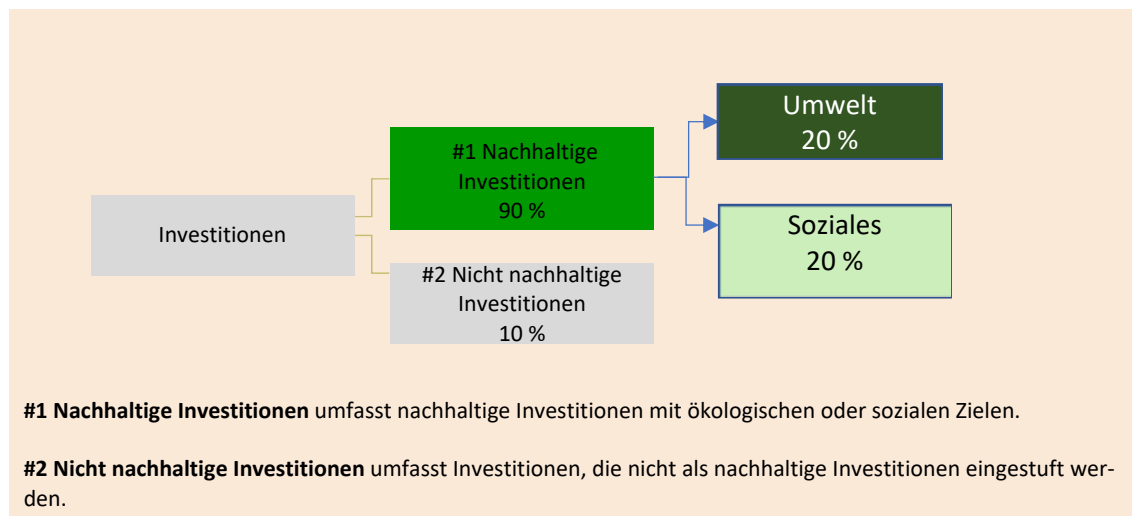 Umwelt
20 %
#1 Nachhaltige
Investitionen
90 %
Investitionen
Soziales
20 %
#2 Nicht nachhaltige
Investitionen
10 %
#1 Nachhaltige Investitionen umfasst nachhaltige Investitionen mit ökologischen oder sozialen Zielen.
#2 Nicht nachhaltige Investitionen umfasst Investitionen, die nicht als nachhaltige Investitionen eingestuft wer-
den.